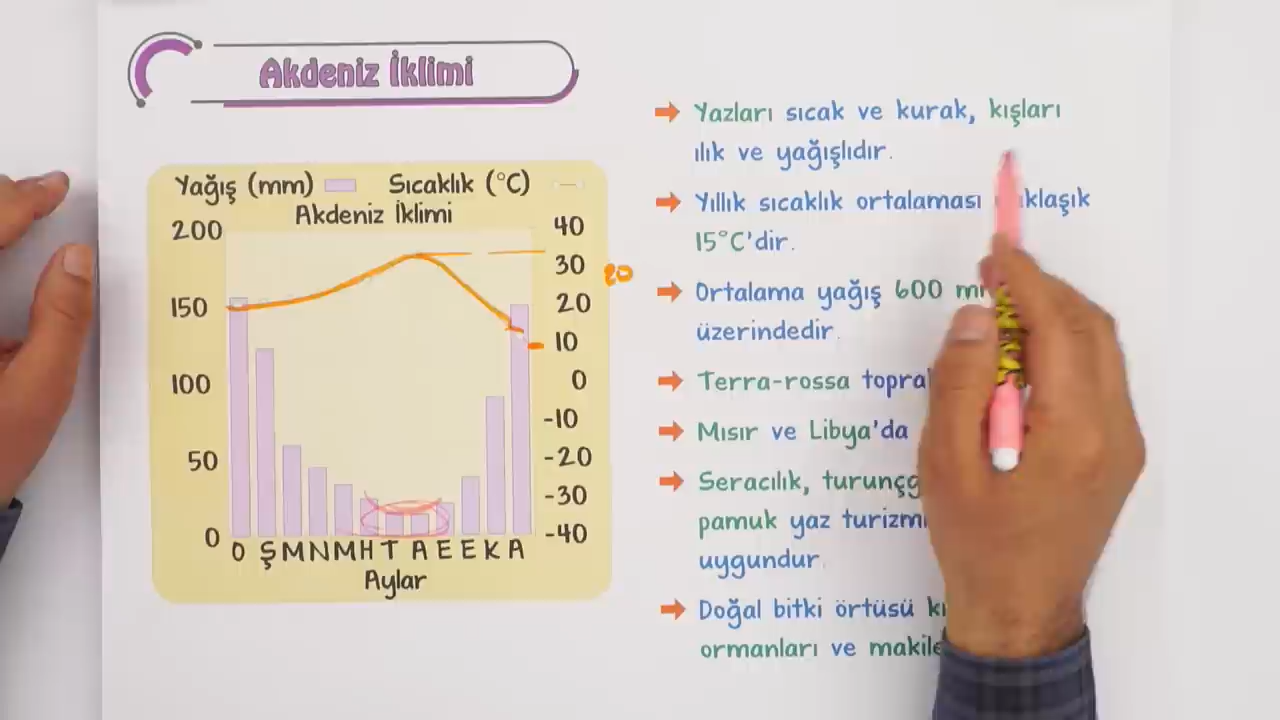 Akdeniz İklimi
Yağış (mm) Sıcaklık (°C)
Akdeniz İklimi
200
150
100
50
0
40
30
20
10
0
-10
-20
-30
-40
20
O Ş M N M H T A E E K A
Aylar
Yazları sıcak ve kurak, kışları
ılık ve yağışlıdır.
Yıllık sıcaklık ortalaması
15°C'dir.
Ortalama yağış 600
üzerindedir.
Terra-rossa
Mısır ve Libya'da
Seracılık,
pamuk yaz
uygundur.
Doğal bitki örtüsü
ormanları ve